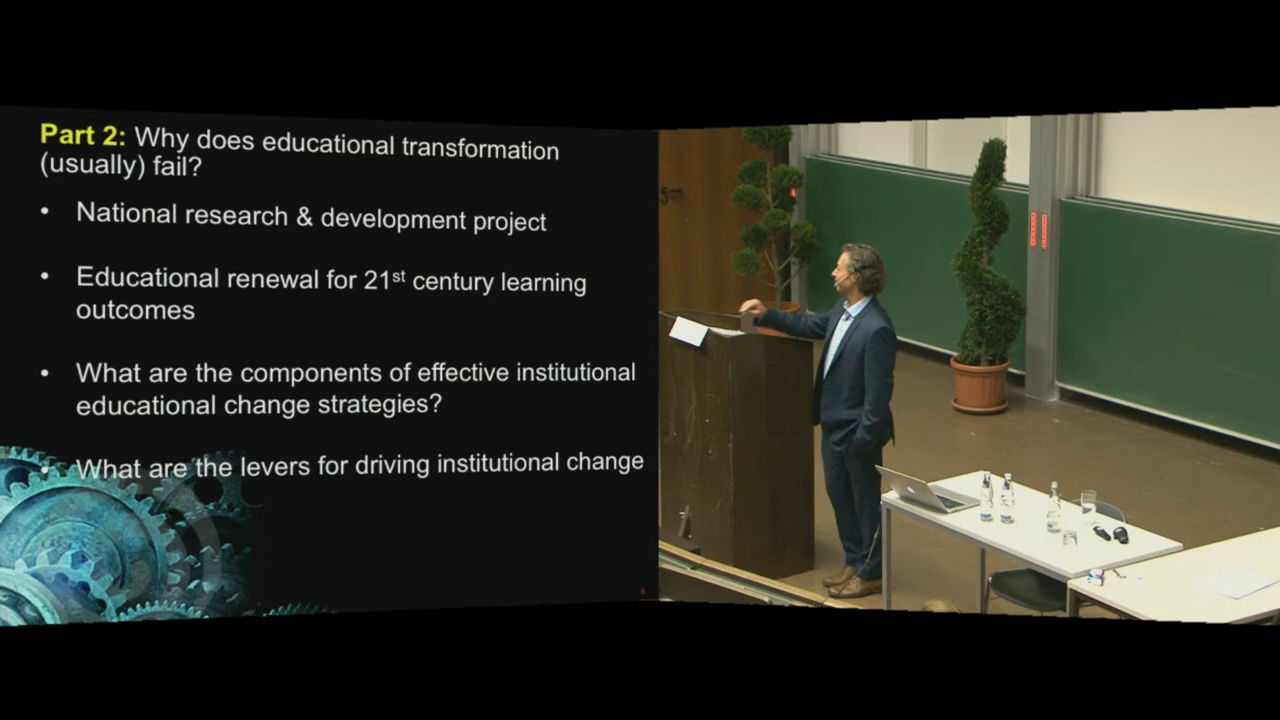 Part 2: Why does educational transformation
(usually) fail?
• National research & development project
• Educational renewal for 21st century learning
outcomes
• What are the components of effective institutional
educational change strategies?
• What are the levers for driving institutional change